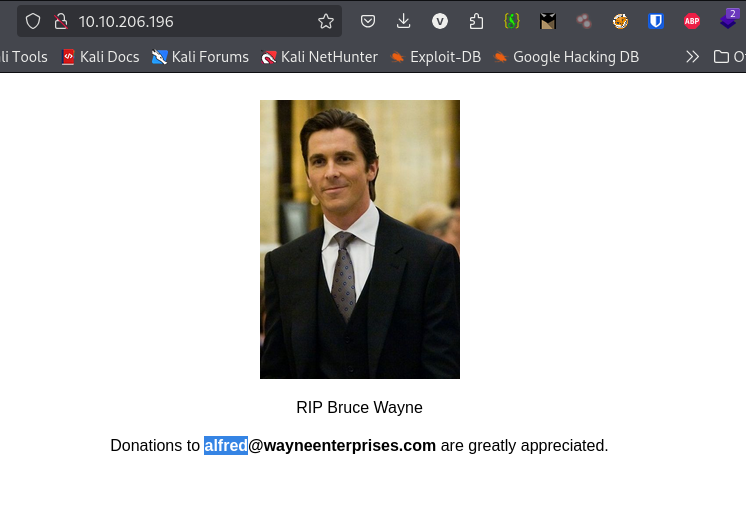 10.10.206.196
V
ABP
2
li Tools Kali Docs Kali Forums Kali NetHunter Exploit-DB Google Hacking DB
RIP Bruce Wayne
Donations to alfred@wayneenterprises.com are greatly appreciated.